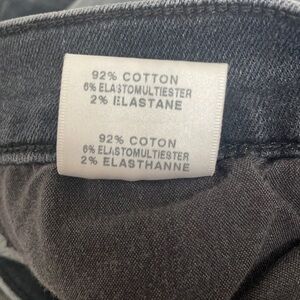 92% COTTON
6% ELASTOMULTIESTER
2% ELASTANE
92% COTON
6% ELASTOMULTIESTER
2% ELASTHANNE